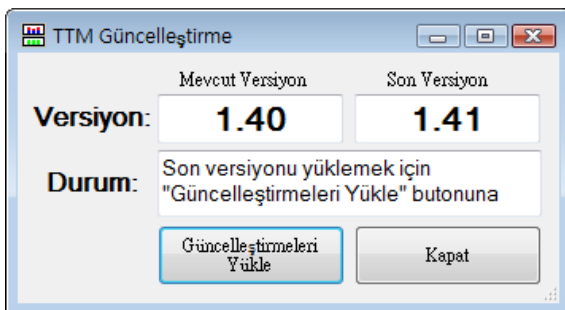 TTM Güncelleştirme
Mevcut Versiyon Son Versiyon
Versiyon: 1.40 1.41
Durum: Son versiyonu yüklemek için
"Güncelleştirmeleri Yükle" butonuna
Güncelleştirmeleri
Yükle
Kapat